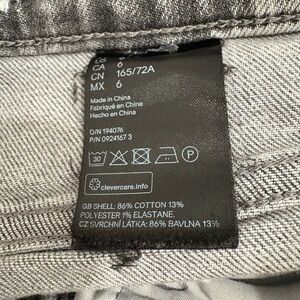 CA 6
CN 165/72A
MX 6
Made in China
Fabriqué en Chine
Hecho en China
O/N 194076
P/N 0924167 3
30 P
clevercare.info
GB SHELL: 86% COTTON 13%
POLYESTER 1% ELASTANE.
CZ SVRCHNÍ LÁTKA: 86% BAVLNA 13%